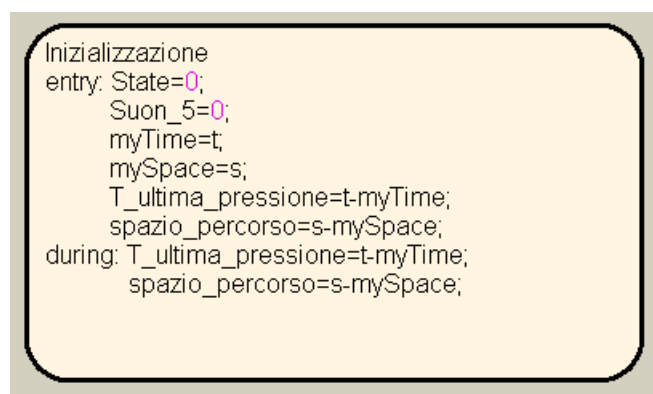 Inizializzazione
entry: State=0;
Suon_5=0;
myTime=t;
mySpace=s;
T_ultima_pressione=t-myTime;
spazio_percorso=s-mySpace;
during: T_ultima_pressione=t-myTime;
spazio_percorso=s-mySpace;